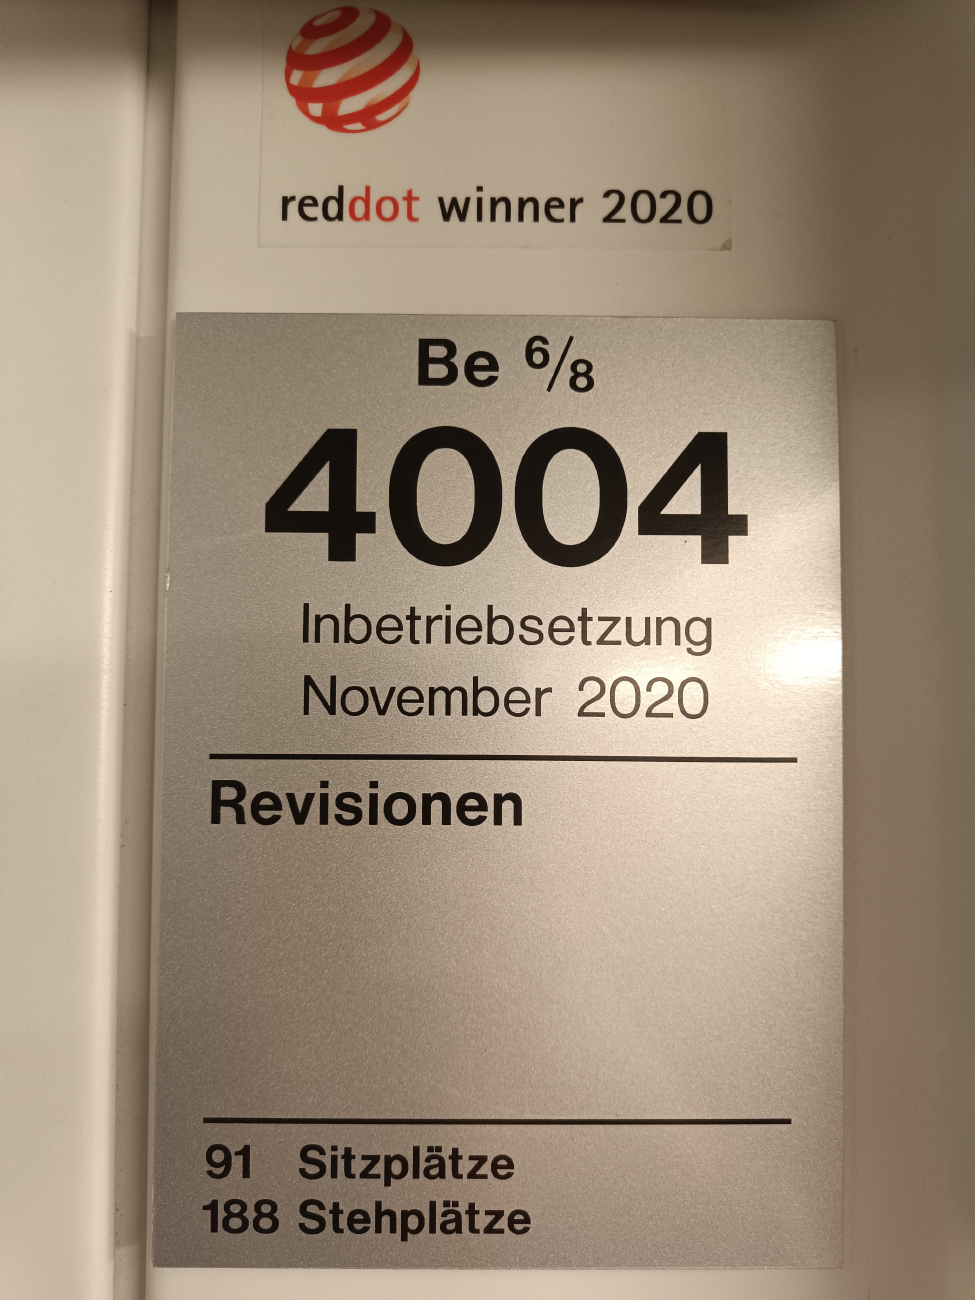 reddot winner 2020
Be 6/8
4004
Inbetriebsetzung
November 2020
Revisionen
91 Sitzplätze
188 Stehplätze